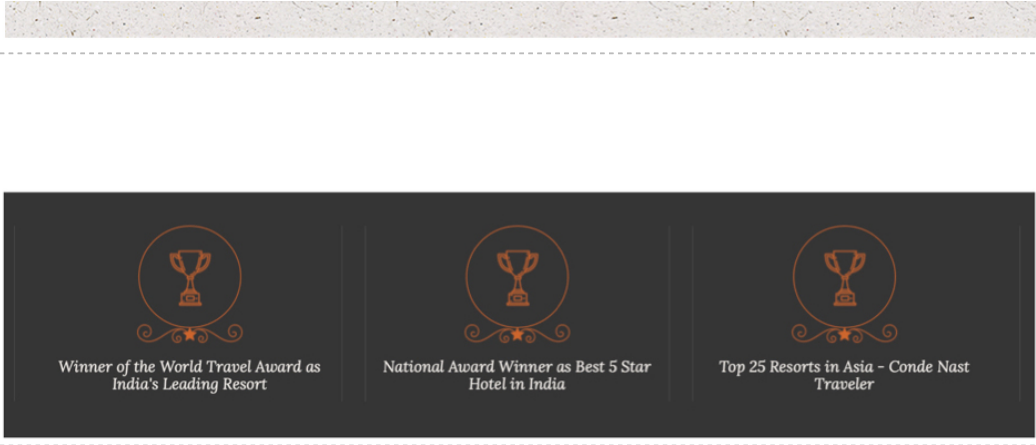 Winner of the World Travel Award as
India's Leading Resort
National Award Winner as Best 5 Star
Hotel in India
Top 25 Resorts in Asia - Conde Nast
Traveler